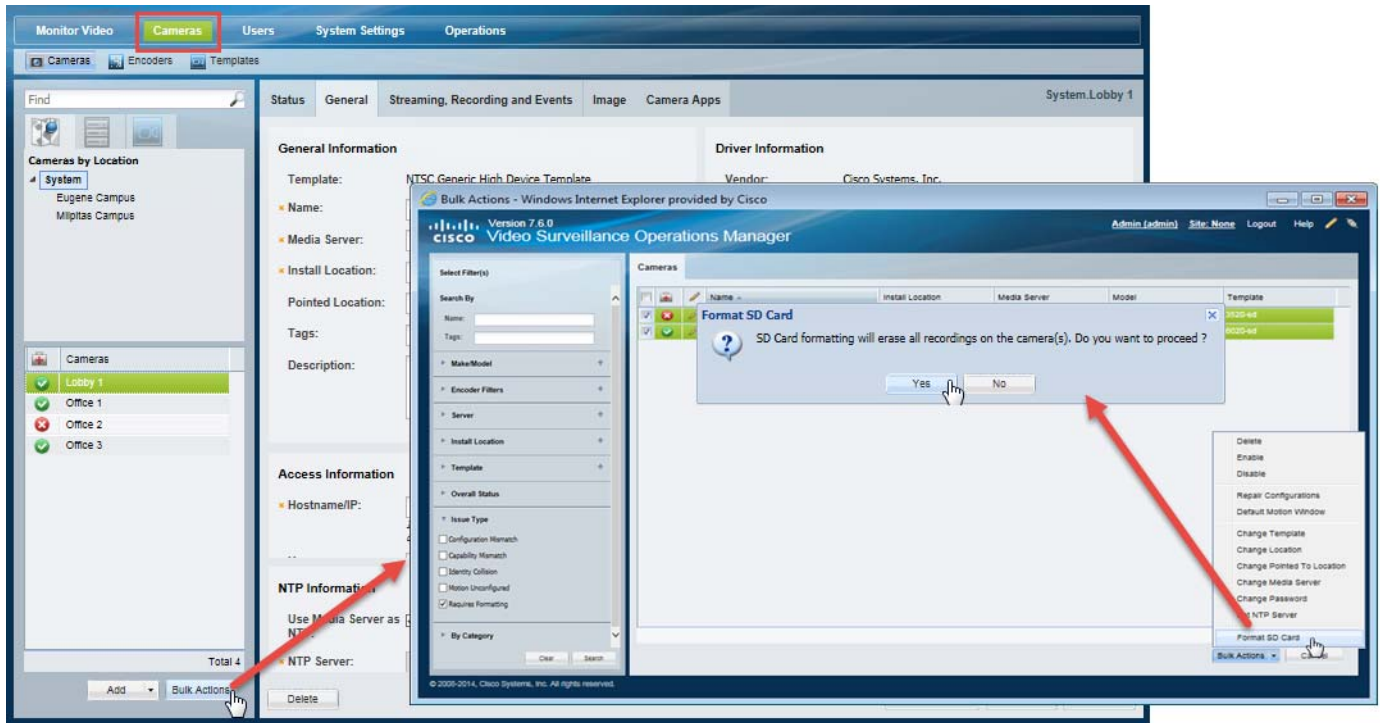 Monitor Video Cameras Users System Settings Operations
Cameras Encoders Templates
Find
Cameras by Location
System
Eugene Campus
Milpitas Campus
Cameras
Lobby 1
Office 1
Office 2
Office 3
Total 4
Add Bulk Actions
Status General Streaming, Recording and Events Image Camera Apps System.Lobby 1
General Information Driver Information
Template: NTSC Generic High Device Template Vendor: Cisco Systems, Inc.
Name:
Media Server:
Install Location:
Pointed Location:
Tags:
Description:
Access Information
Hostname/IP:
NTP Information
Use Media Server as
NTP Server:
Delete
Bulk Actions - Windows Internet Explorer provided by Cisco
Version 7.6.0
CISCO Video Surveillance Operations Manager
Admin (admin) Site: None Logout Help
Select Filter(s)
Search By
Name:
Tags:
Make/Model
Encoder Filters
Server
Install Location
Template
Overall Status
Issue Type
Configuration Mismatch
Capability Mismatch
Identity Collision
Motion Unconfigured
Requires Formatting
By Category
Clear Search
Cameras
Name Install Location Media Server Model Template
Format SD Card
SD Card formatting will erase all recordings on the camera(s). Do you want to proceed ?
Yes No
Delete
Enable
Disable
Repair Configurations
Default Motion Window
Change Template
Change Location
Change Pointed To Location
Change Media Server
Change Password
NTP Server
Format SD Card
Bulk Actions
© 2005-2014, Cisco Systems, Inc. All rights reserved.